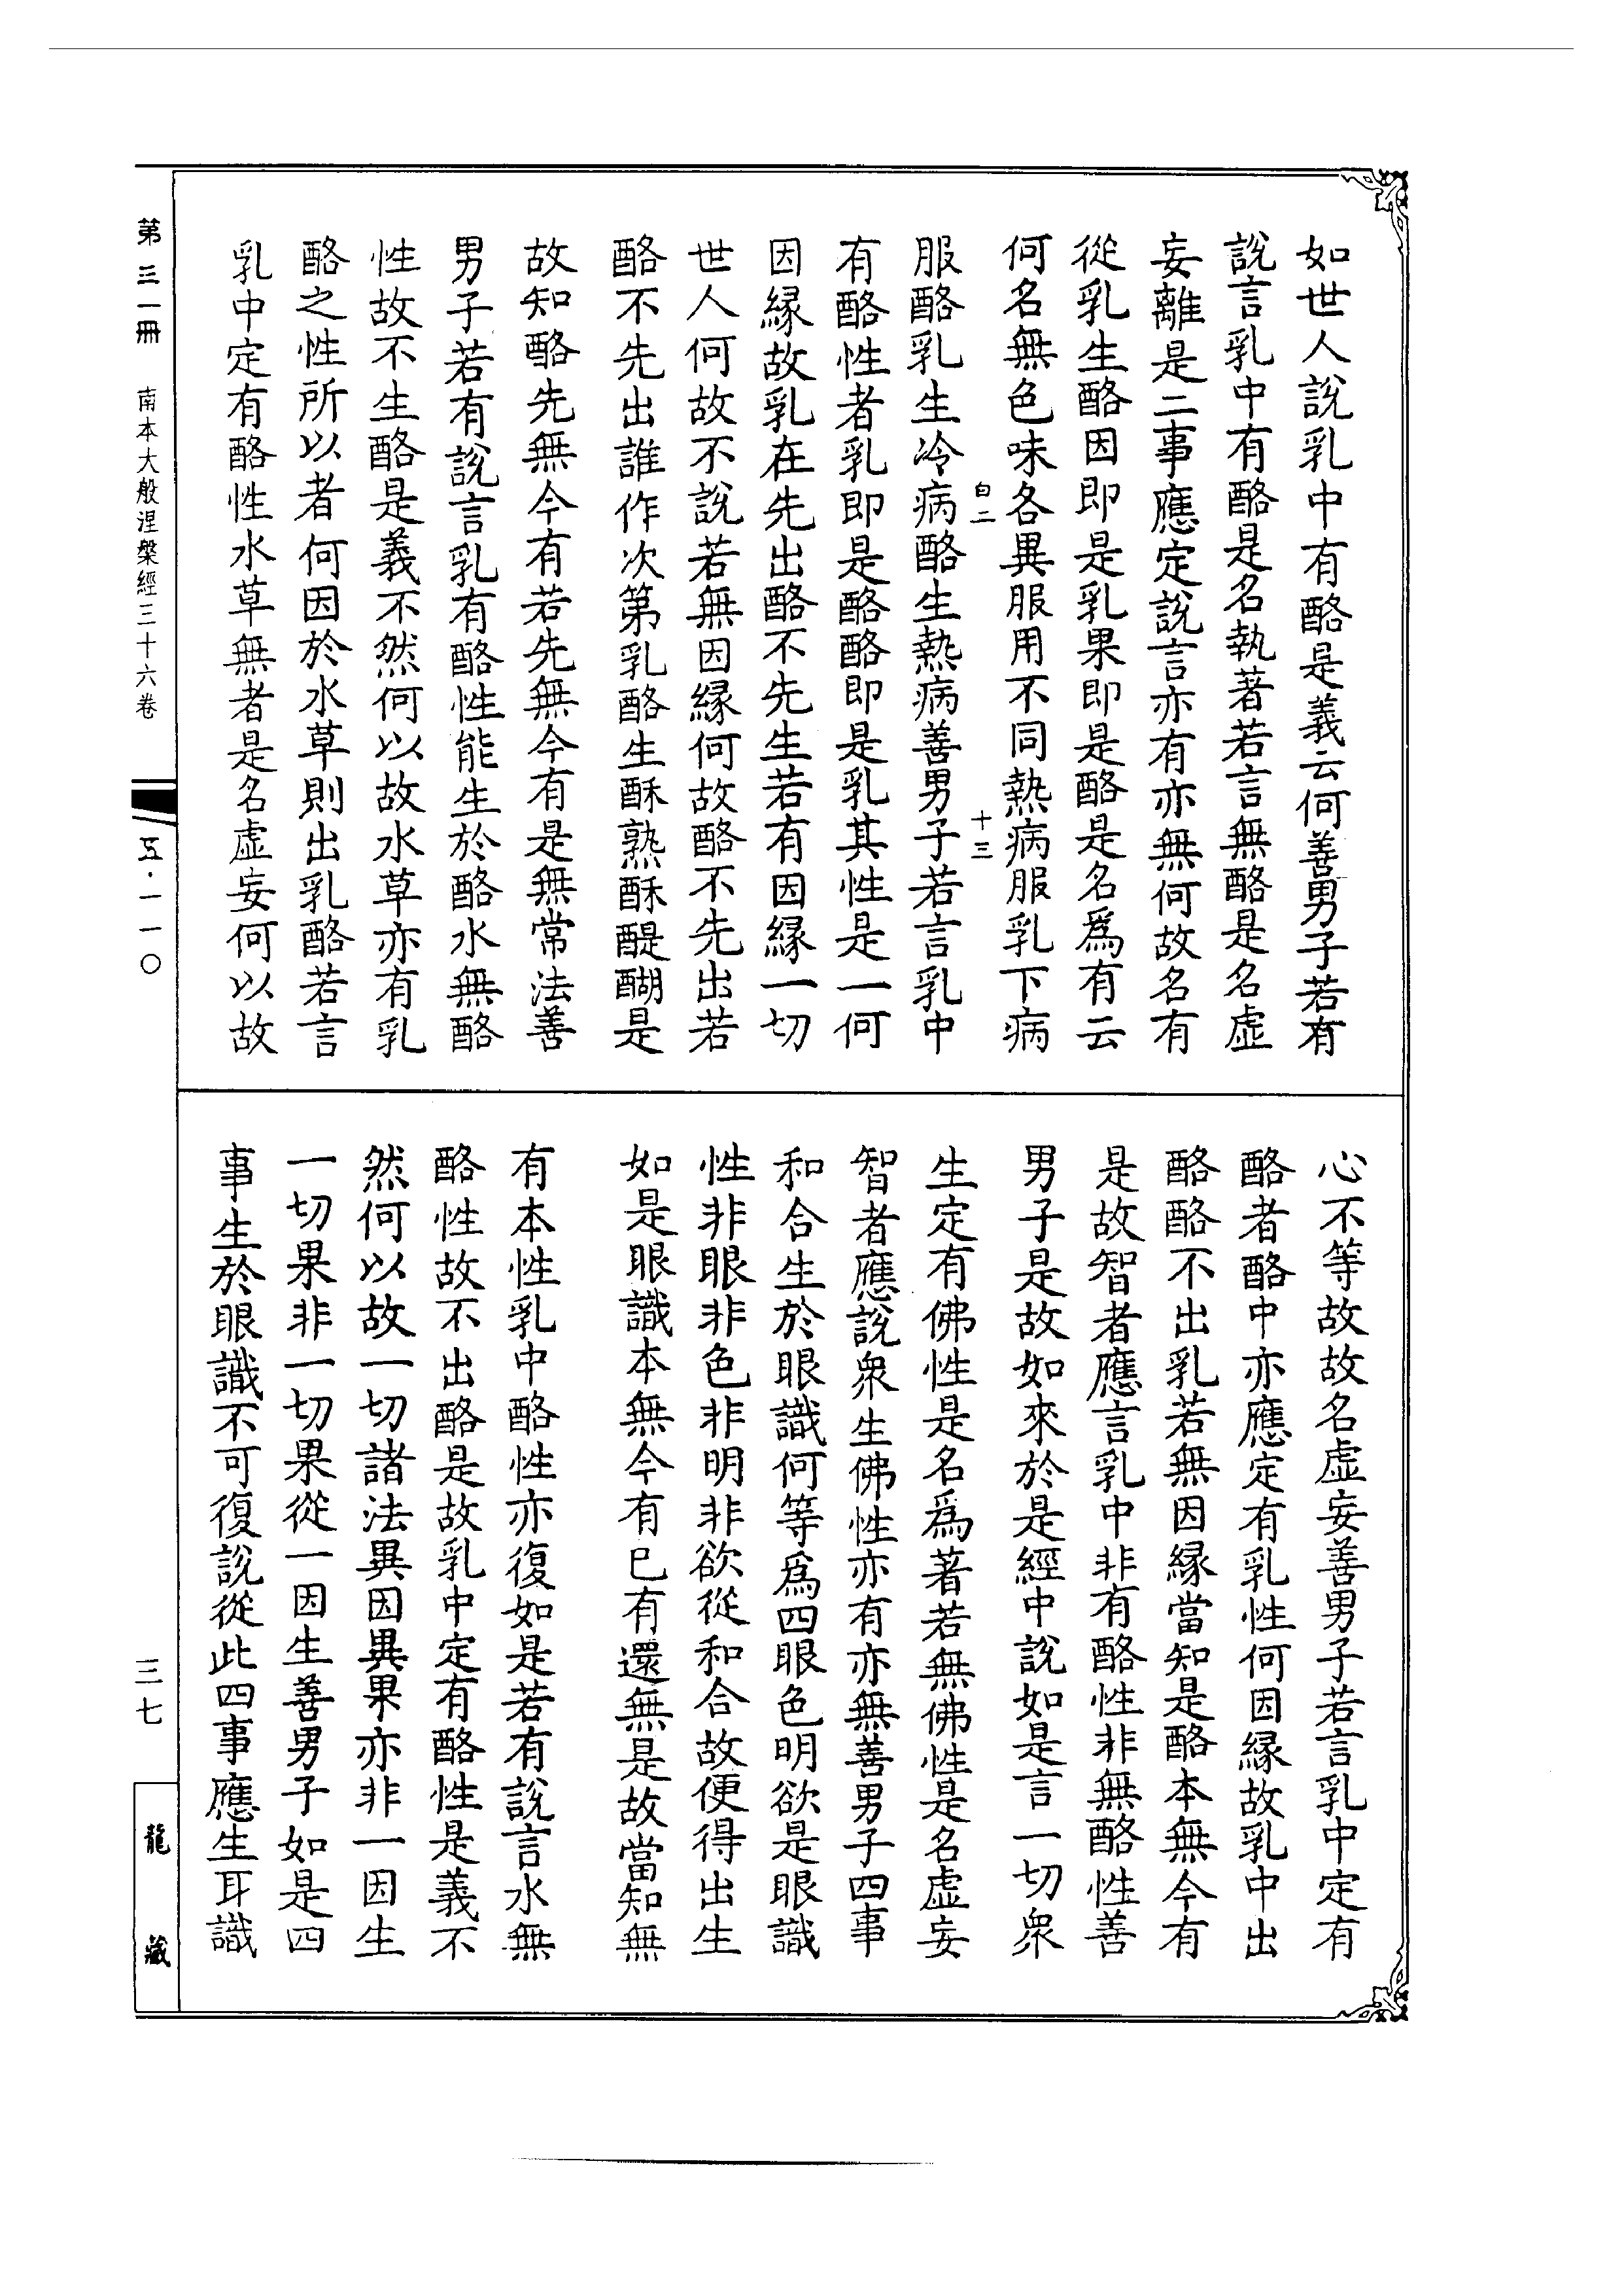 如世人說乳中有酪是義云何善男子若有
說言乳中有酪是名執著若言無酪是名虛
妄離是二事應定說言亦有亦無何故名有
從乳生酪因即是乳果即是酪是名爲有云
何名無色味各異服用不同熱病服乳下病
白二
十三
服酪乳生冷病酪生熱病善男子若言乳中
有酪性者乳即是酪酪即是乳其性是一何
因緣故乳在先出酪不先生若有因緣一切
世人何故不說若無因緣何故酪不先出若
酪不先出誰作次第乳酪生酥熟酥醍醐是
故知酪先無今有若先無今有是無常法善
男子若有說言乳有酪性能生於酪水無酪
性故不生酪是義不然何以故水草亦有乳
酪之性所以者何因於水草則出乳酪若言
乳中定有酪性水草無者是名虛妄何以故
心不等故故名虛妄善男子若言乳中定有
酪者酪中亦應定有乳性何因緣故乳中出
酪酪不出乳若無因緣當知是酪本無今有
是故智者應言乳中非有酪性非無酪性善
男子是故如來於是經中說如是言一切衆
生定有佛性是名爲著若無佛性是名虛妄
智者應說衆生佛性亦有亦無善男子四事
和合生於眼識何等爲四眼色明欲是眼識
性非眼非色非明非欲從和合故便得出生
如是眼識本無今有已有還無是故當知無
有本性乳中酪性亦復如是若有說言水無
酪性故不出酪是故乳中定有酪性是義不
然何以故一切諸法異因異果亦非一因生
一切果非一切果從一因生善男子如是四
事生於眼識不可復說從此四事應生耳識
第三一冊 南本大般涅槃經三十六卷
五·一一〇
三七
龍藏